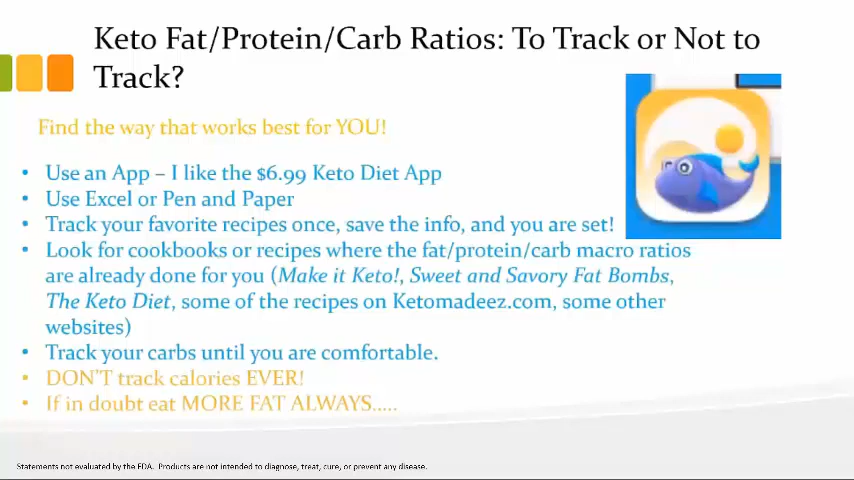 Keto Fat/Protein/Carb Ratios: To Track or Not to
Track?
Find the way that works best for YOU!
• Use an App – I like the $6.99 Keto Diet App
• Use Excel or Pen and Paper
• Track your favorite recipes once, save the info, and you are set!
• Look for cookbooks or recipes where the fat/protein/carb macro ratios
are already done for you (Make it Keto!, Sweet and Savory Fat Bombs,
The Keto Diet, some of the recipes on Ketomadeez.com, some other
websites)
• Track your carbs until you are comfortable.
• DON'T track calories EVER!
• If in doubt eat MORE FAT ALWAYS.....
Statements not evaluated by the FDA. Products are not intended to diagnose, treat, cure, or prevent any disease.